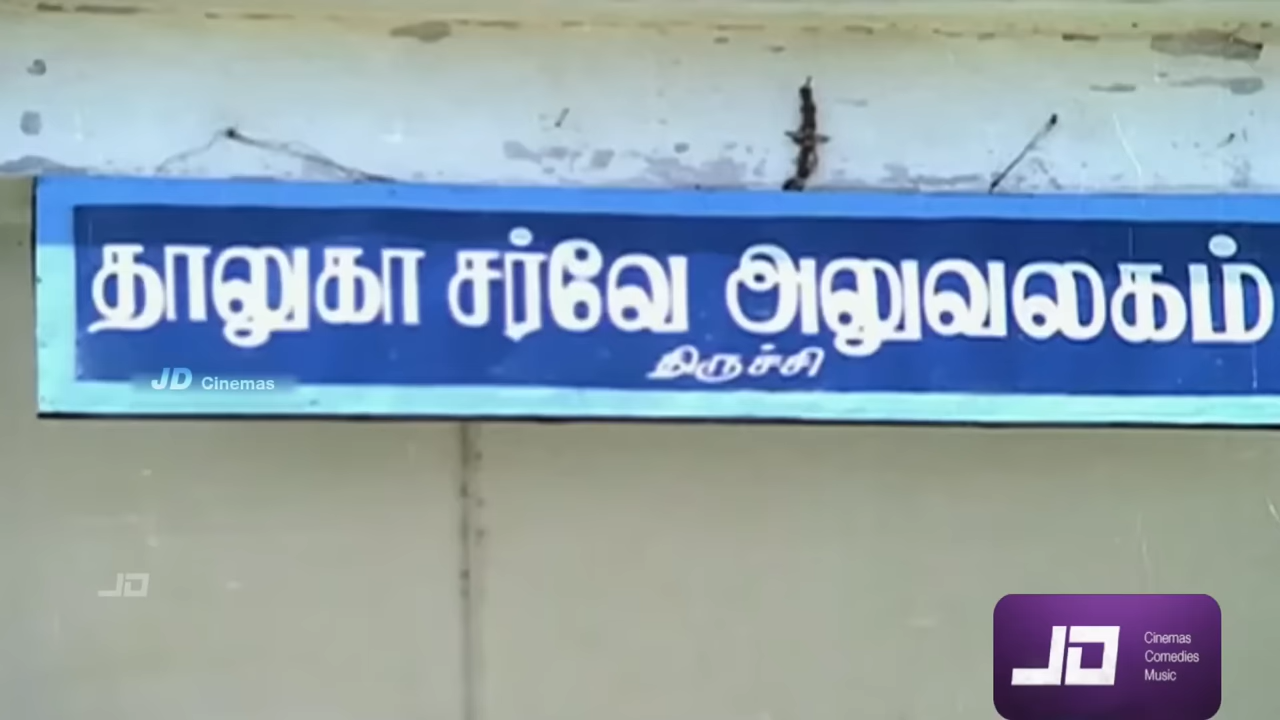 தாலுகா சர்வே அலுவலகம்
திருச்சி
JD Cinemas
JD
JD
Cinemas
Comedies
Music